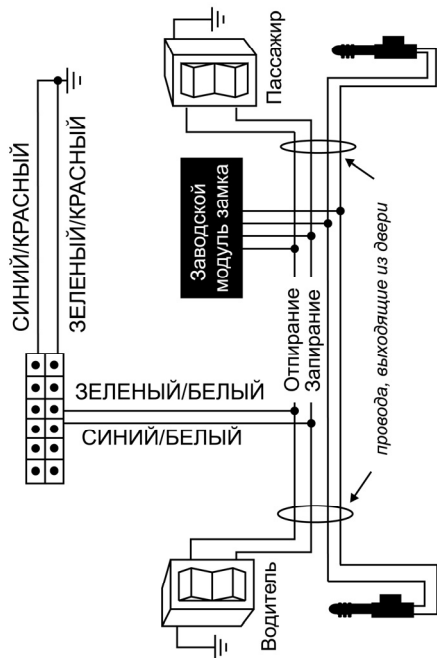 СИНИЙ/КРАСНЫЙ
ЗЕЛЕНЫЙ/КРАСНЫЙ
ЗЕЛЕНЫЙ/БЕЛЫЙ
СИНИЙ/БЕЛЫЙ
Водитель
Пассажир
Заводской
модуль замка
Отпирание
Запирание
провода, выходящие из двери